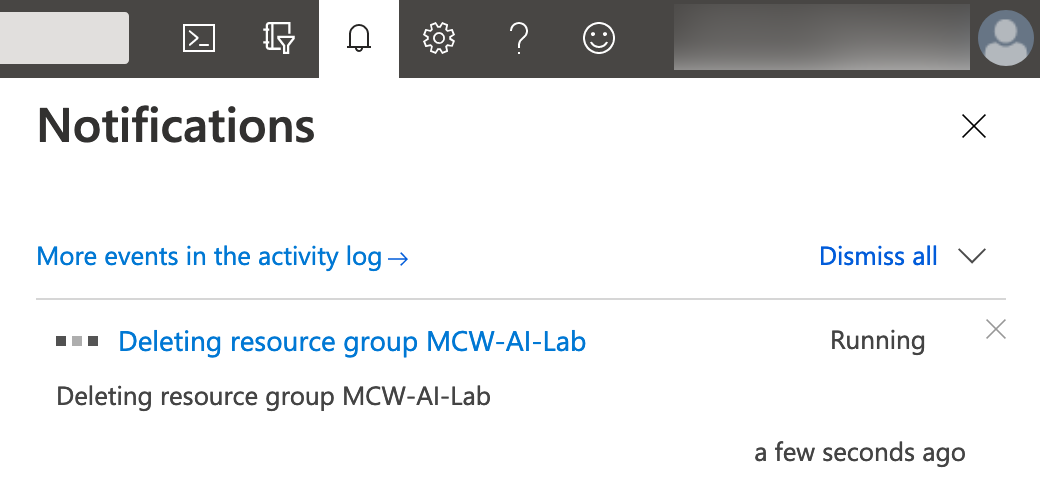 Notifications
More events in the activity log→ Dismiss all
Deleting resource group MCW-AI-Lab Running
Deleting resource group MCW-AI-Lab
a few seconds ago